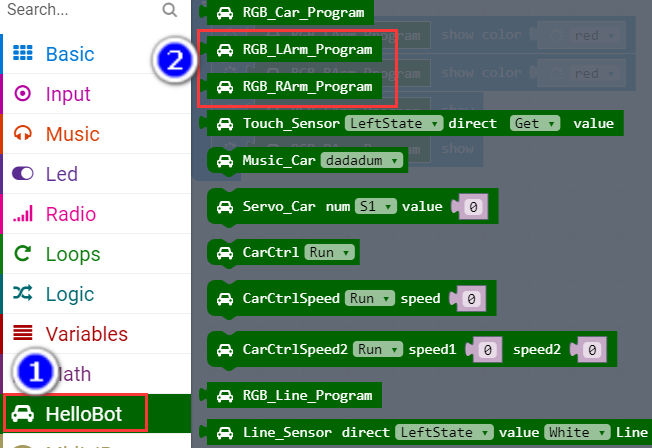 Search...
Basic
Input
Music
Led
Radio
Loops
Logic
Variables
1
Math
HelloBot
2
RGB_Car_Program
RGB_LArm_Program show color red
RGB_RArm_Program red
Touch_Sensor LeftState direct Get value
show
Music_Car dadadum
Servo_Car num S1 value 0
CarCtrl Run
CarCtrlSpeed Run speed 0
CarCtrlSpeed2 Run speed1 0 speed2 0
RGB_Line_Program
Line_Sensor direct LeftState value White Line